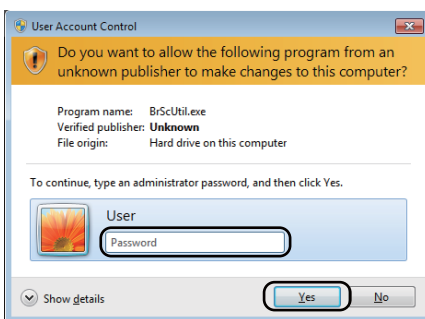 User Account Control
Do you want to allow the following program from an
unknown publisher to make changes to this computer?
Program name: BrScUtil.exe
Verified publisher: Unknown
File origin: Hard drive on this computer
To continue, type an administrator password, and then click Yes.
User
Password
Show details
Yes No